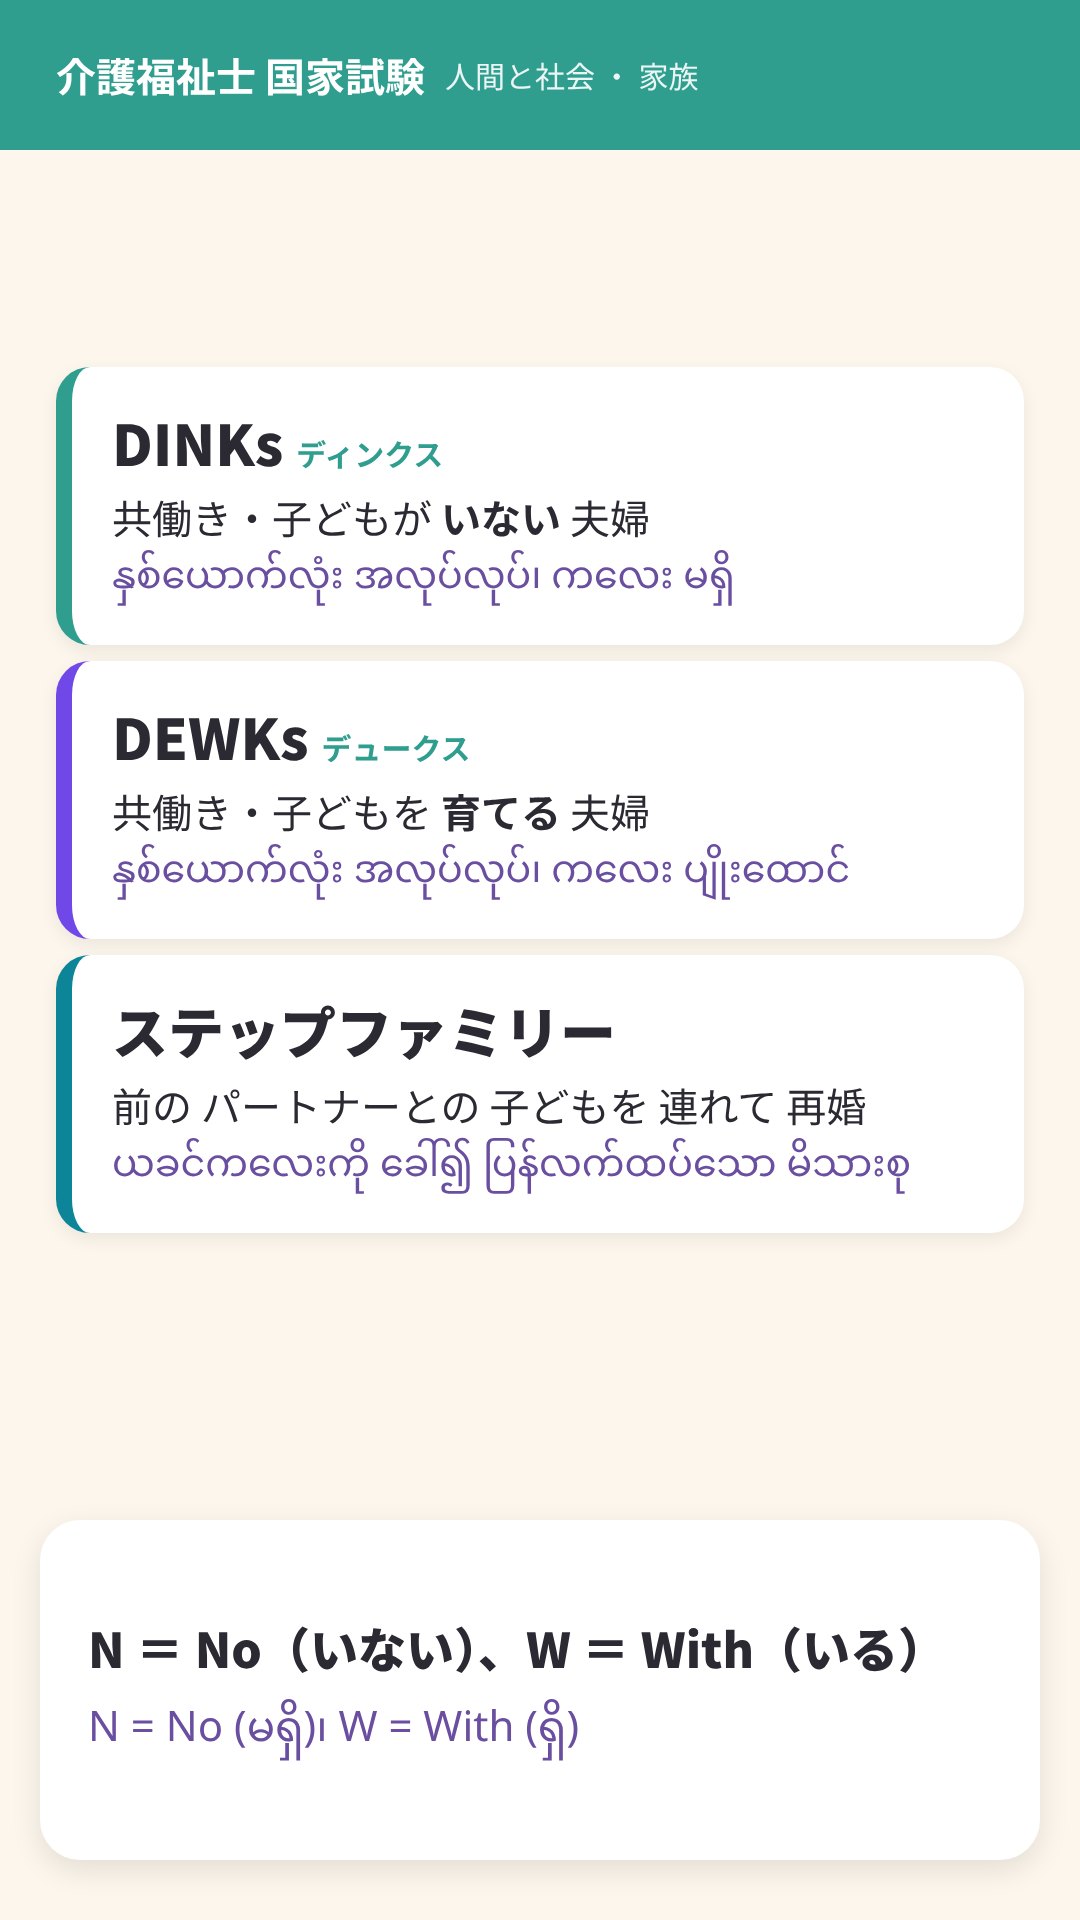 介護福祉士 国家試験 人間と社会 ・ 家族
DINKs ディンクス
共働き・子どもが いない 夫婦
နှစ်ယောက်လုံး အလုပ်လုပ်၊ ကလေး မရှိ
DEWKs デュークス
共働き・子どもを 育てる 夫婦
နှစ်ယောက်လုံး အလုပ်လုပ်၊ ကလေး ပျိုးထောင်
ステップファミリー
前の パートナーとの 子どもを 連れて 再婚
ယခင်ကလေးကို ခေါ်၍ ပြန်လက်ထပ်သော မိသားစု
N ＝ No（いない）、W ＝ With（いる）
N = No (မရှိ)၊ W = With (ရှိ)